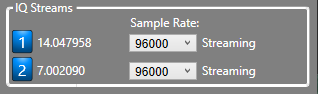 IQ Streams
Sample Rate:
1 14.047958 96000 Streaming
2 7.002090 96000 Streaming